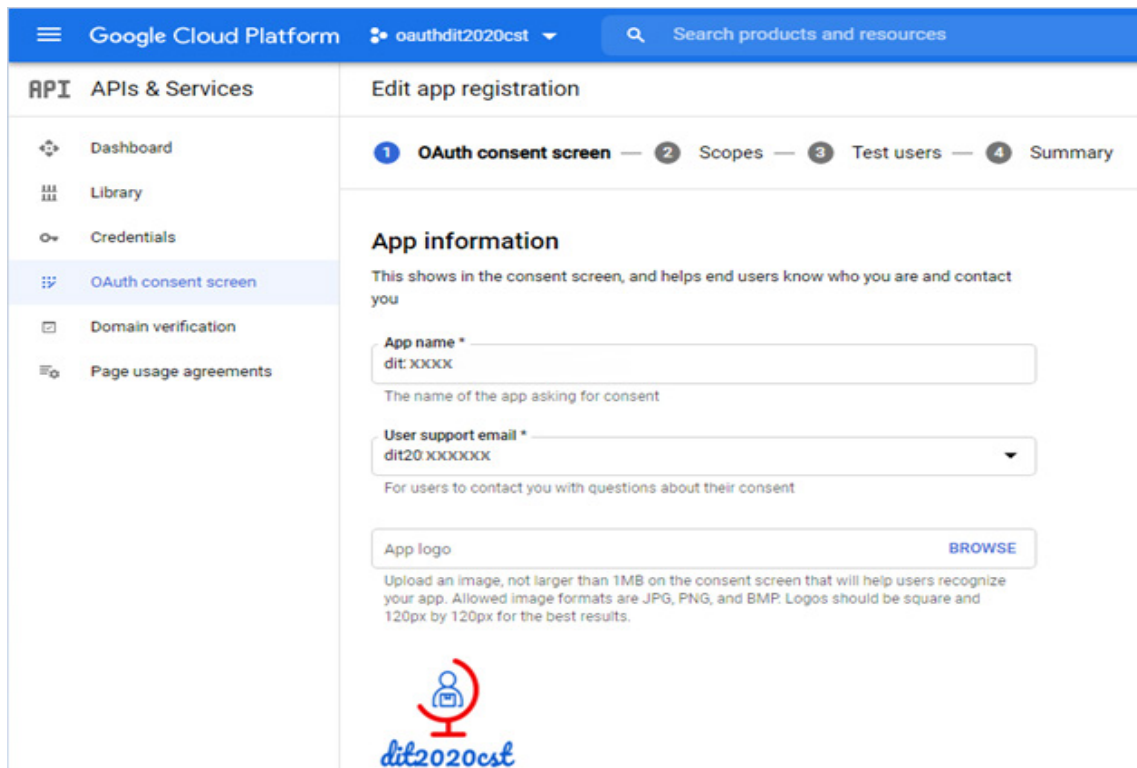 Google Cloud Platform oauthdit2020cst Search products and resources
API APIs & Services
Edit app registration
Dashboard
Library
Credentials
OAuth consent screen
Domain verification
Page usage agreements
1 OAuth consent screen — 2 Scopes — 3 Test users — 4 Summary
App information
This shows in the consent screen, and helps end users know who you are and contact
you
App name *
dit: XXXX
The name of the app asking for consent
User support email *
dit20 XXXXXX
For users to contact you with questions about their consent
App logo BROWSE
Upload an image, not larger than 1MB on the consent screen that will help users recognize
your app. Allowed image formats are JPG, PNG, and BMP. Logos should be square and
120px by 120px for the best results.
dit2020cst